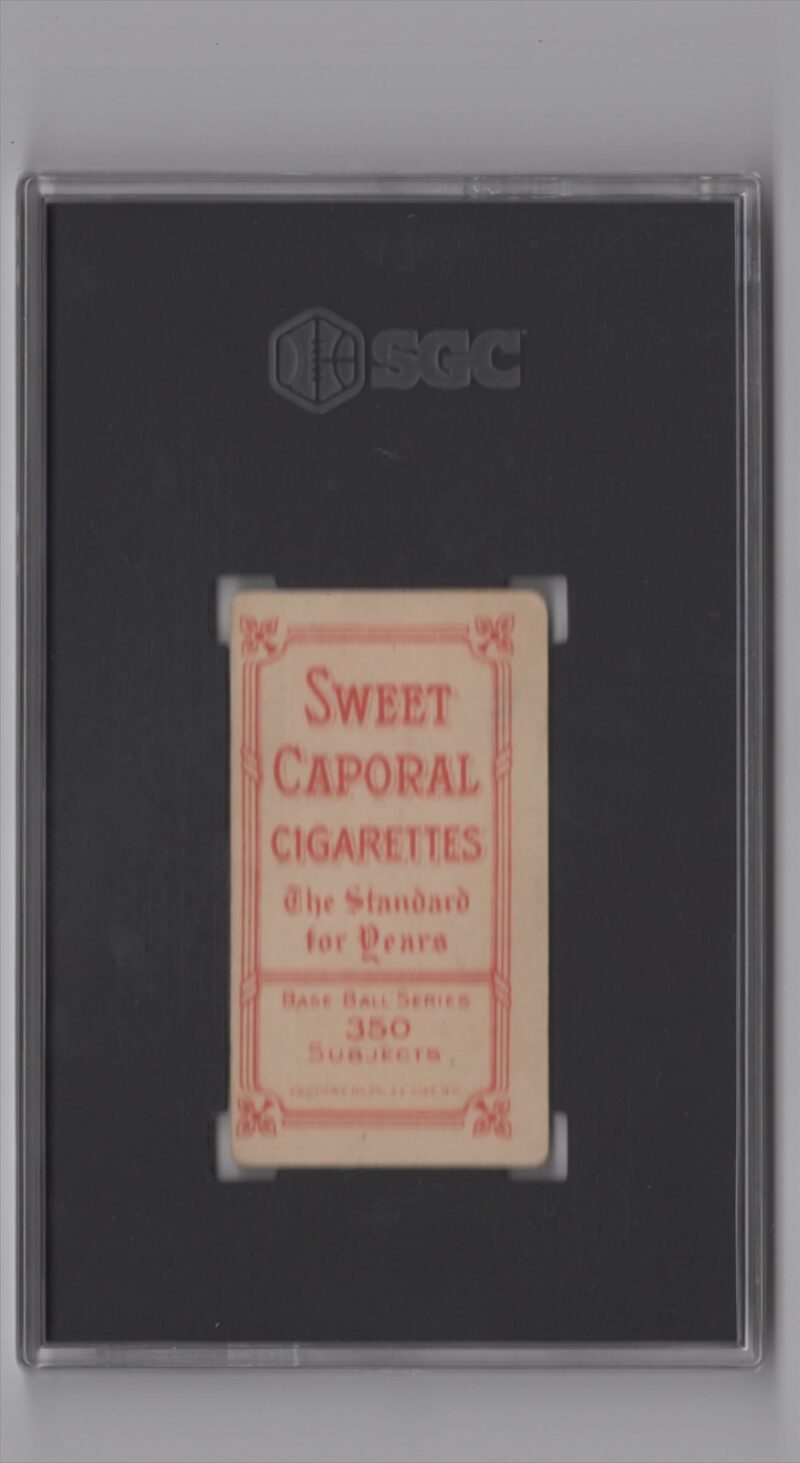 SGC
SWEET
CAPORAL
CIGARETTES
The Standard
for Years
BASE BALL SERIES
350
SUBJECTS